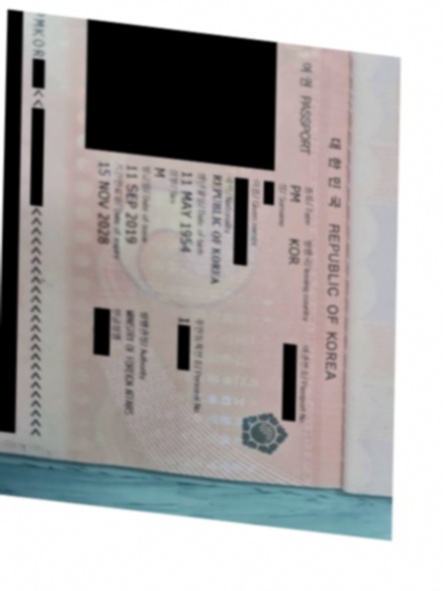 대한민국 REPUBLIC OF KOREA
여권 PASSPORT
종류/Type 발행국/Issuing country 여권번호/Passport No.
PM KOR
성/Surname
이름/Given names
국적/Nationality
REPUBLIC OF KOREA
생년월일/Date of birth 주민등록번호/Personal No.
11 MAY 1954 1
성별/Sex
M
발급일/Date of issue 발행관청/Authority
11 SEP 2019 MINISTRY OF FOREIGN AFFAIRS
기간만료일/Date of expiry 한글성명
15 NOV 2028
PMKOR <<<<<<<<<<<<<<<<<<<<<<<<